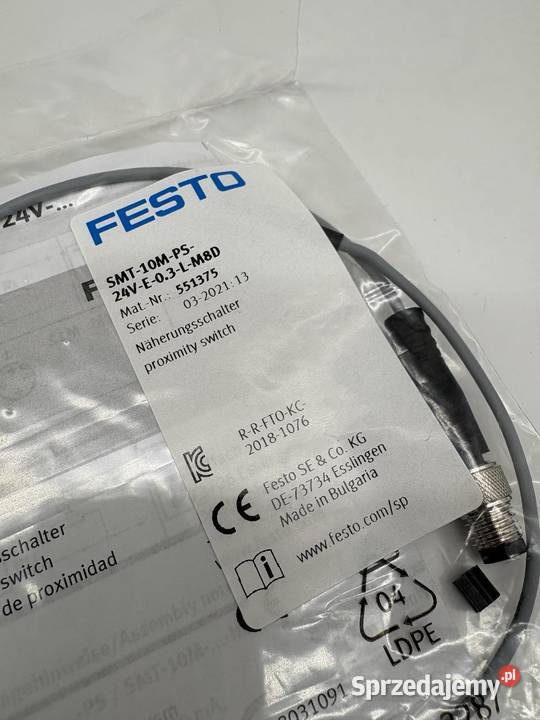 24V-...
FESTO
SMT-10M-PS-
24V-E-0.3-L-M8D
Mat.-Nr.: 551375
Serie: 03-2021:13
Näherungsschalter
proximity switch
R-R-FTO-KC-
2018-1076
CE
Festo SE & Co. KG
DE-73734 Esslingen
Made in Bulgaria
www.festo.com/sp
schalter
switch
de proximidad
04
LDPE
8031091
Sprzedajemy.pl